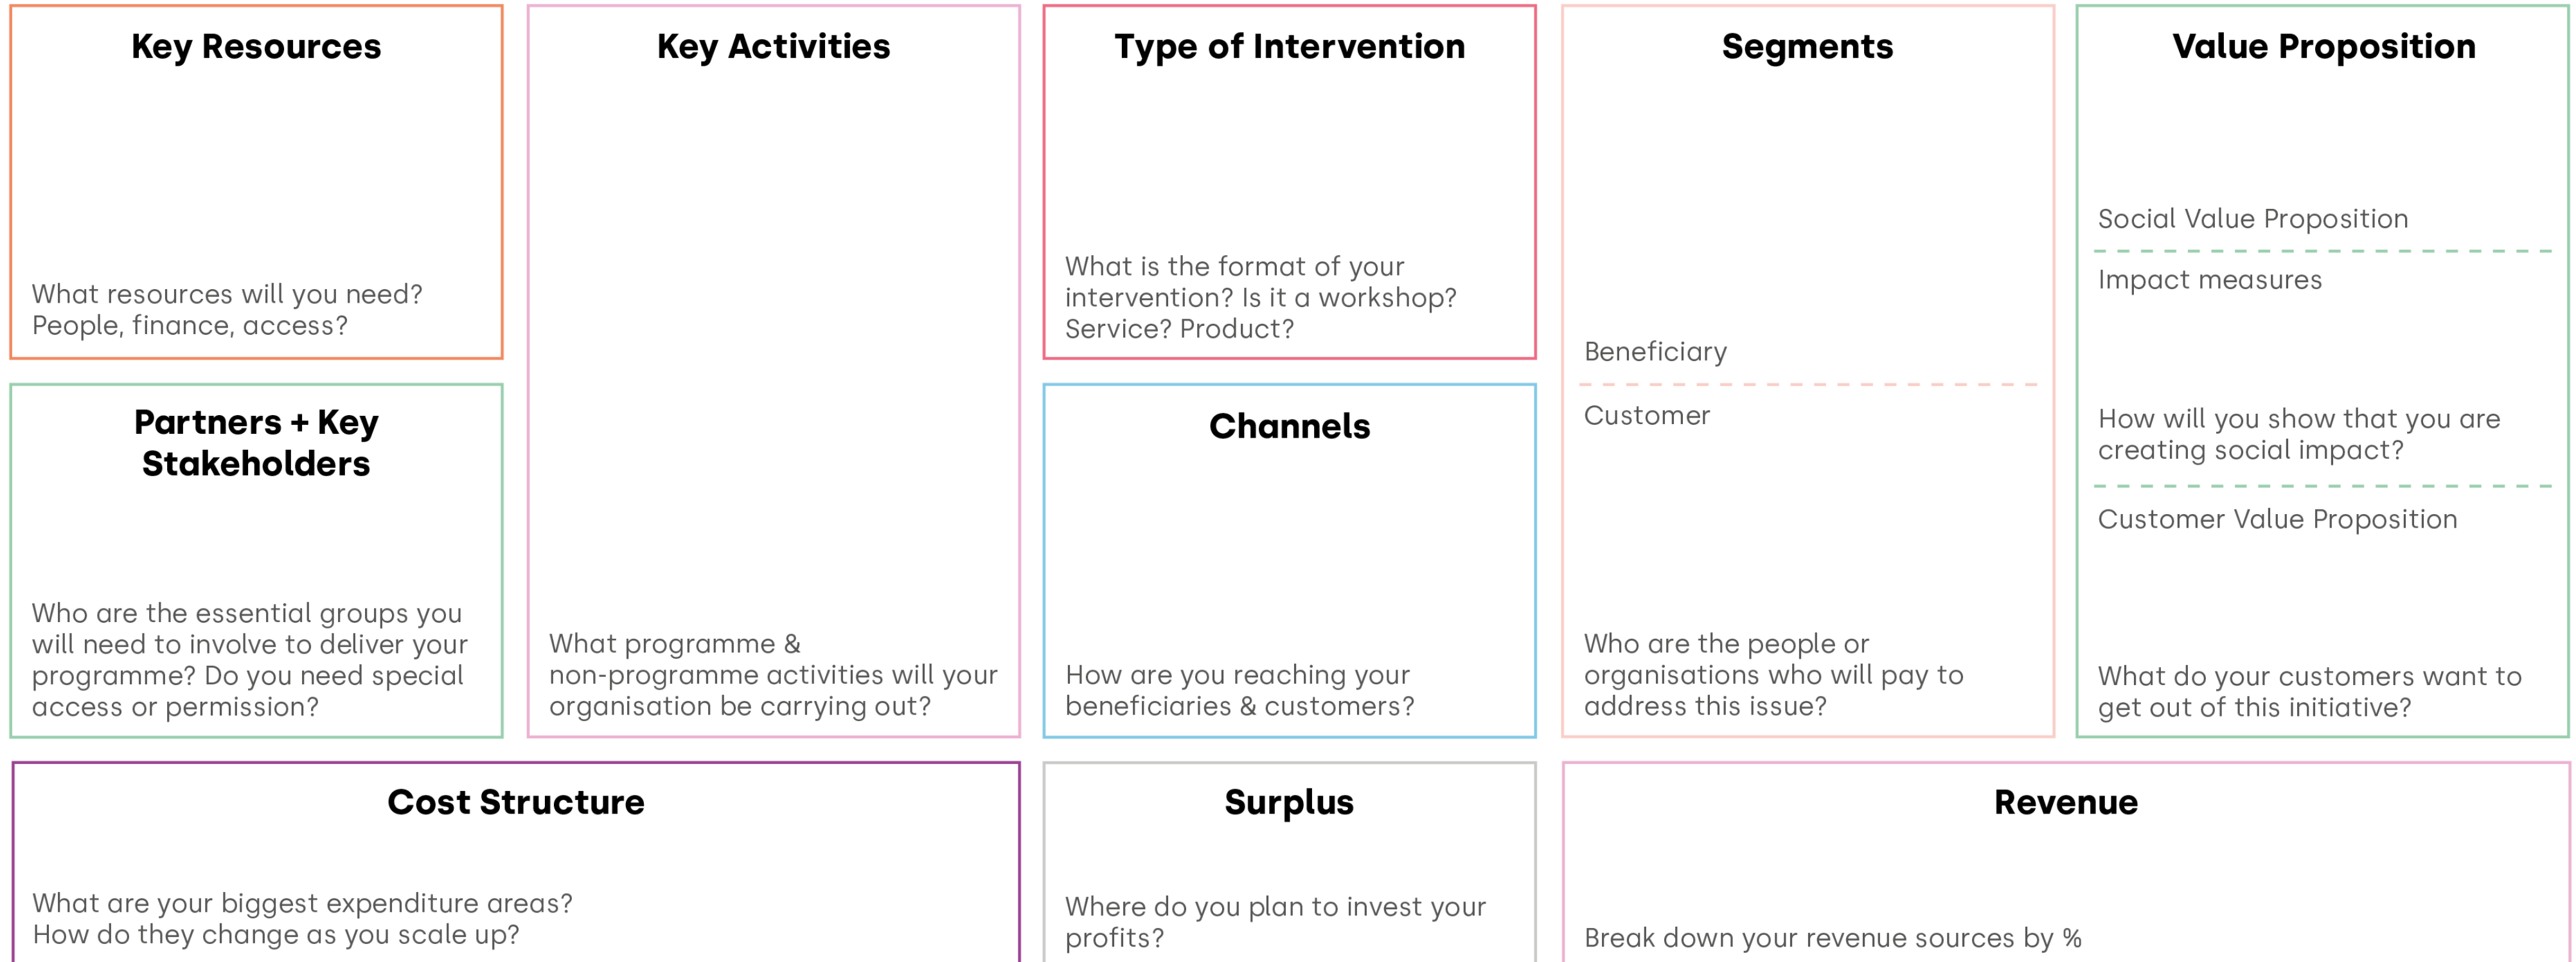 Key Resources
What resources will you need?
People, finance, access?
Partners + Key
Stakeholders
Who are the essential groups you
will need to involve to deliver your
programme? Do you need special
access or permission?
Key Activities
What programme &
non-programme activities will your
organisation be carrying out?
Type of Intervention
What is the format of your
intervention? Is it a workshop?
Service? Product?
Channels
How are you reaching your
beneficiaries & customers?
Segments
Beneficiary
Customer
Who are the people or
organisations who will pay to
address this issue?
Value Proposition
Social Value Proposition
Impact measures
How will you show that you are
creating social impact?
Customer Value Proposition
What do your customers want to
get out of this initiative?
Cost Structure
What are your biggest expenditure areas?
How do they change as you scale up?
Surplus
Where do you plan to invest your
profits?
Revenue
Break down your revenue sources by %